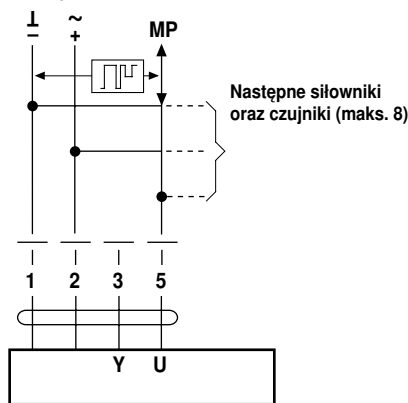 ⊥ ~ MP
− +
Następne siłowniki
oraz czujniki (maks. 8)
1 2 3 5
Y U